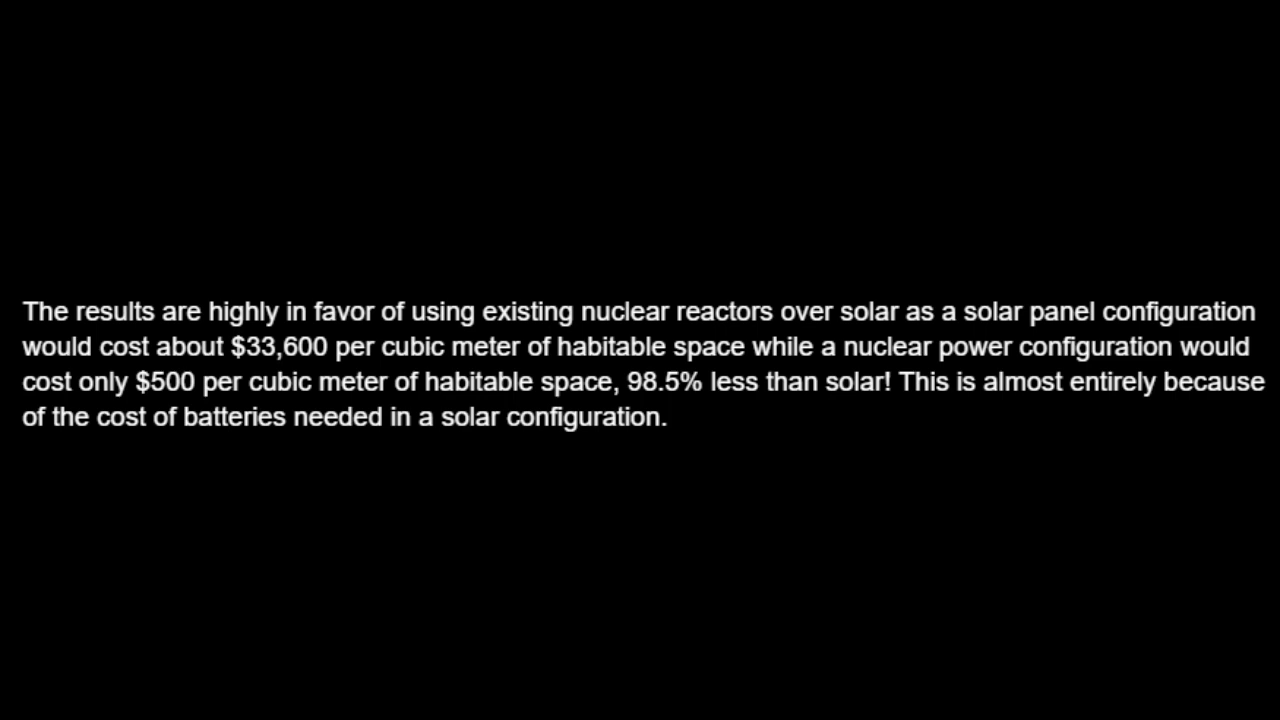 The results are highly in favor of using existing nuclear reactors over solar as a solar panel configuration
would cost about $33,600 per cubic meter of habitable space while a nuclear power configuration would
cost only $500 per cubic meter of habitable space, 98.5% less than solar! This is almost entirely because
of the cost of batteries needed in a solar configuration.